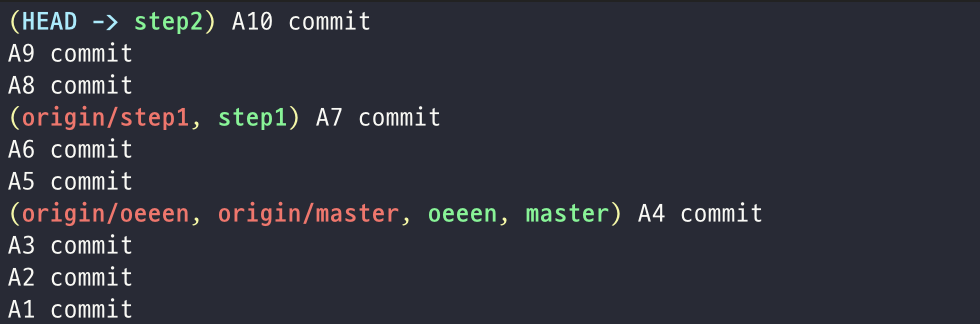 (HEAD -> step2) A10 commit
A9 commit
A8 commit
(origin/step1, step1) A7 commit
A6 commit
A5 commit
(origin/oeeen, origin/master, oeeen, master) A4 commit
A3 commit
A2 commit
A1 commit